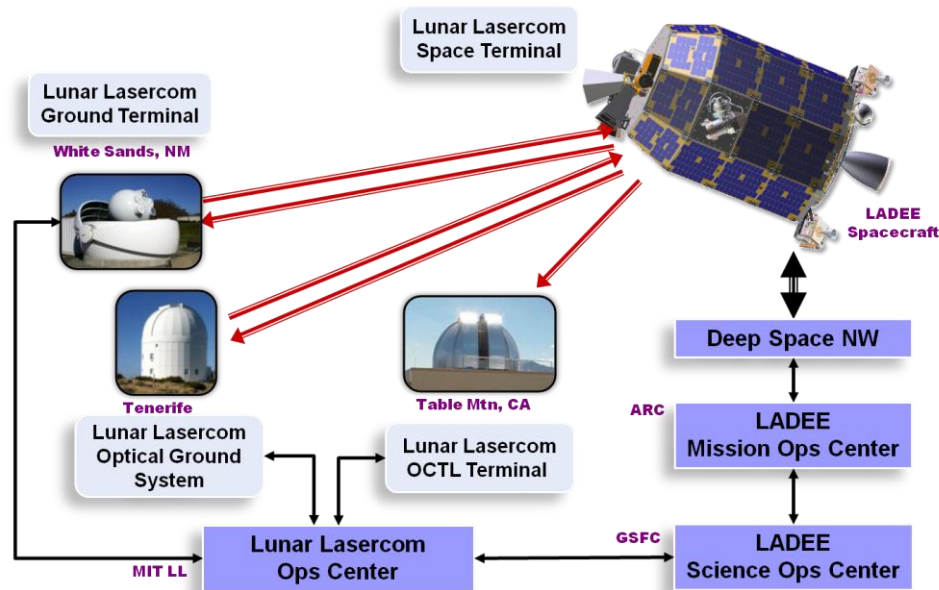 Lunar Lasercom
Space Terminal
Lunar Lasercom
Ground Terminal
White Sands, NM
LADEE
Spacecraft
Deep Space NW
Tenerife
Table Mtn, CA
ARC
LADEE
Mission Ops Center
Lunar Lasercom
Optical Ground
System
Lunar Lasercom
OCTL Terminal
MIT LL
Lunar Lasercom
Ops Center
GSFC
LADEE
Science Ops Center